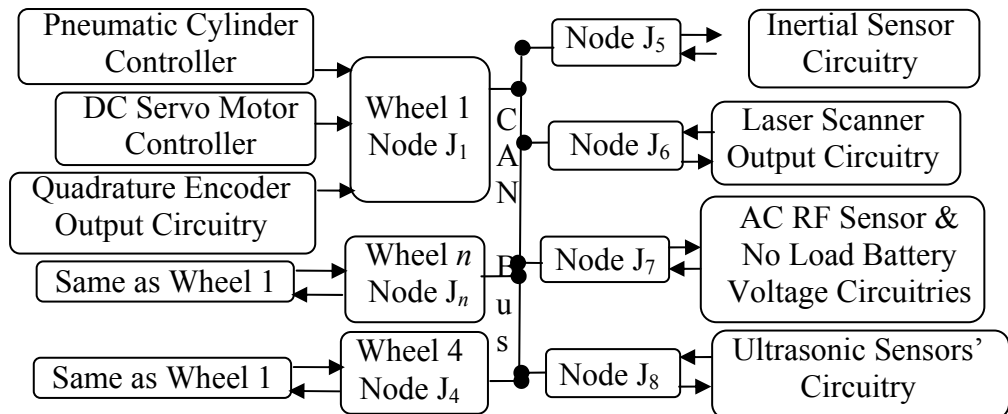 Pneumatic Cylinder
Controller
DC Servo Motor
Controller
Quadrature Encoder
Output Circuitry
Wheel 1
Node J1
Same as Wheel 1
Wheel n
Node Jn
Same as Wheel 1
Wheel 4
Node J4
CAN Bus
Node J5
Inertial Sensor
Circuitry
Node J6
Laser Scanner
Output Circuitry
Node J7
AC RF Sensor &
No Load Battery
Voltage Circuitries
Node J8
Ultrasonic Sensors’
Circuitry